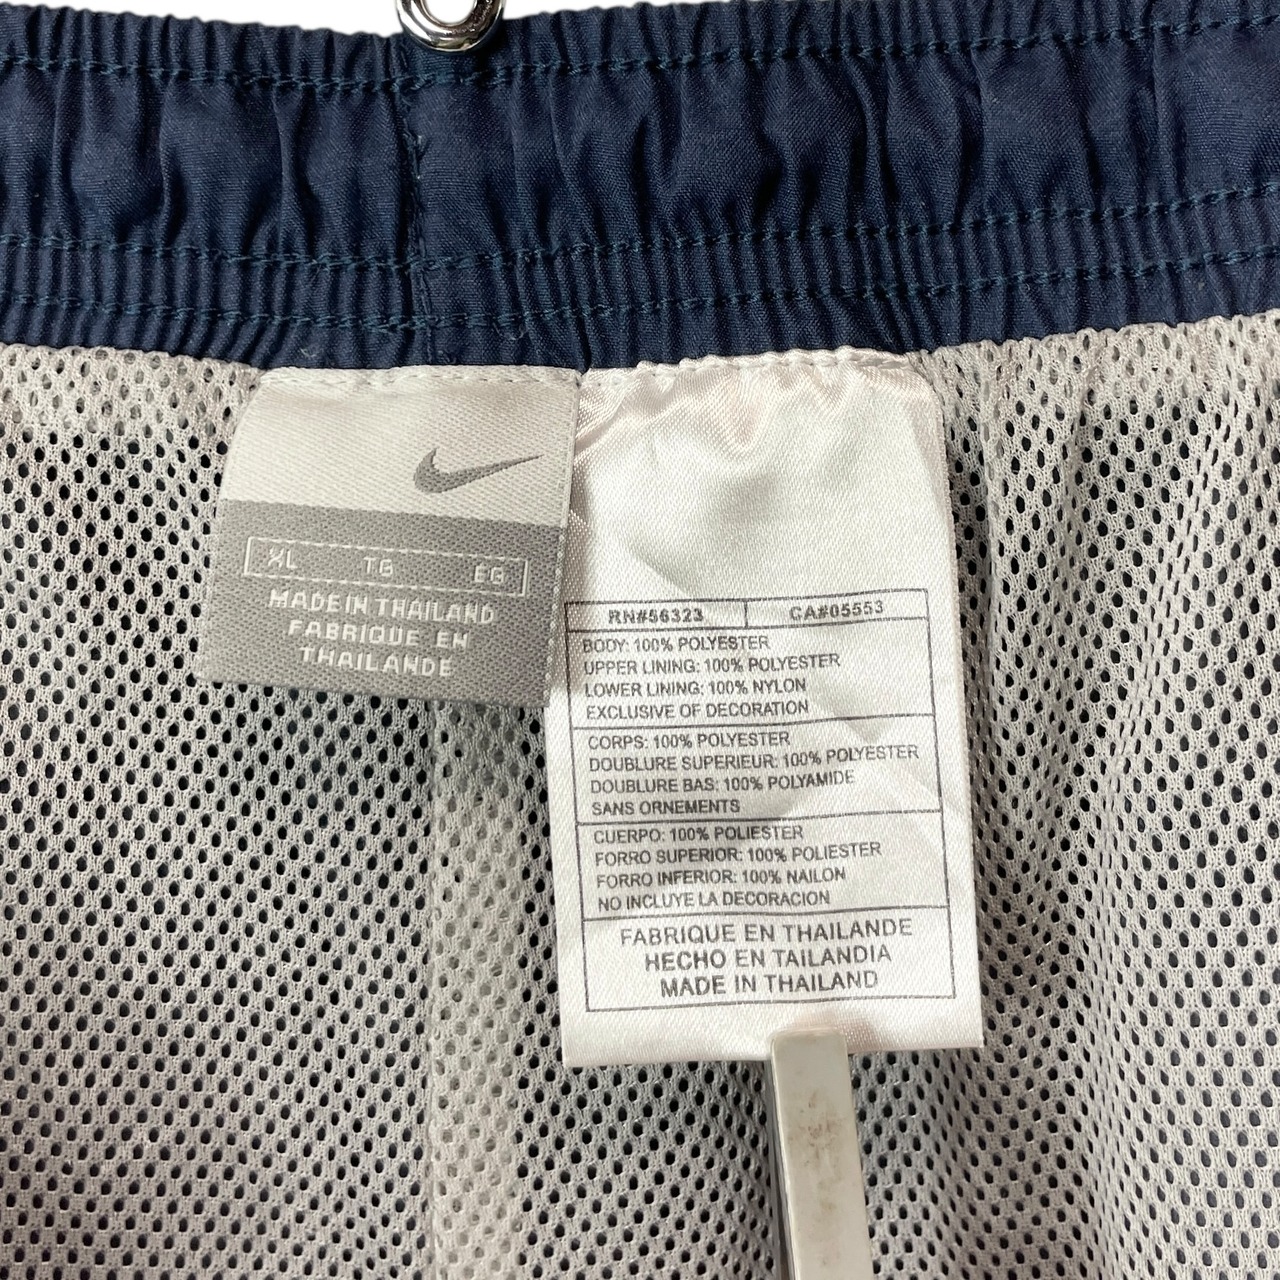 XL TG EG
MADE IN THAILAND
FABRIQUE EN
THAILANDE
RN#56323 CA#05553
BODY: 100% POLYESTER
UPPER LINING: 100% POLYESTER
LOWER LINING: 100% NYLON
EXCLUSIVE OF DECORATION
CORPS: 100% POLYESTER
DOUBLURE SUPERIEUR: 100% POLYESTER
DOUBLURE BAS: 100% POLYAMIDE
SANS ORNEMENTS
CUERPO: 100% POLIESTER
FORRO SUPERIOR: 100% POLIESTER
FORRO INFERIOR: 100% NAILON
NO INCLUYE LA DECORACION
FABRIQUE EN THAILANDE
HECHO EN TAILANDIA
MADE IN THAILAND